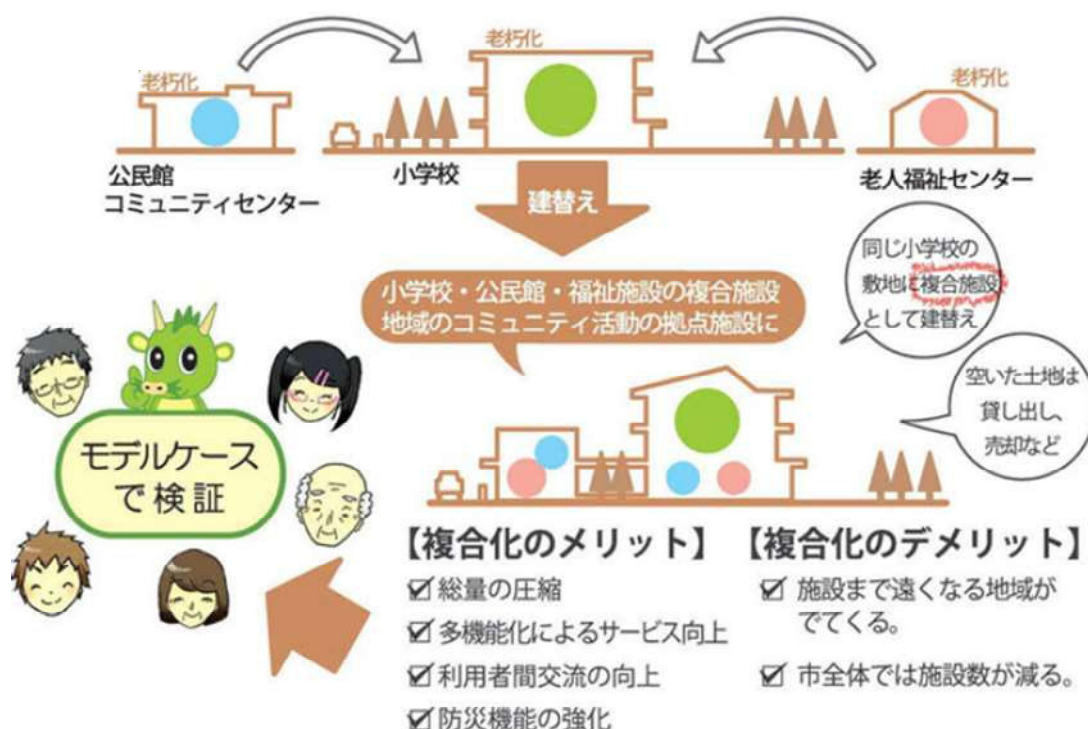 老朽化
老朽化
老朽化
公民館
コミュニティセンター
小学校
老人福祉センター
建替え
同じ小学校の
敷地に複合施設
として建替え
小学校・公民館・福祉施設の複合施設
地域のコミュニティ活動の拠点施設に
空いた土地は
貸し出し、
売却など
モデルケース
で検証
【複合化のメリット】
☑ 総量の圧縮
☑ 多機能化によるサービス向上
☑ 利用者間交流の向上
☑ 防災機能の強化
【複合化のデメリット】
☑ 施設まで遠くなる地域が
でてくる。
☑ 市全体では施設数が減る。